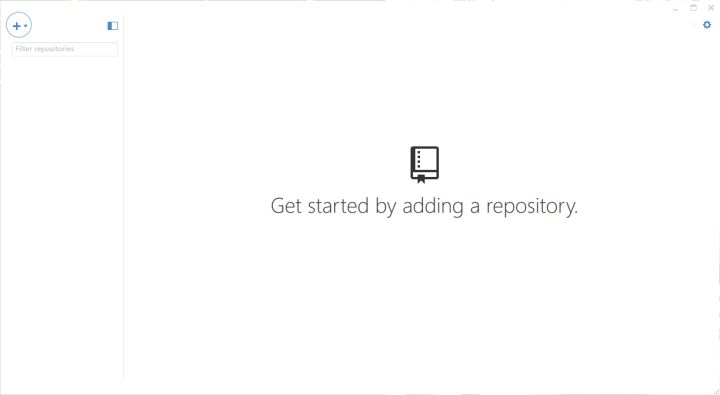 Filter repositories
Get started by adding a repository.